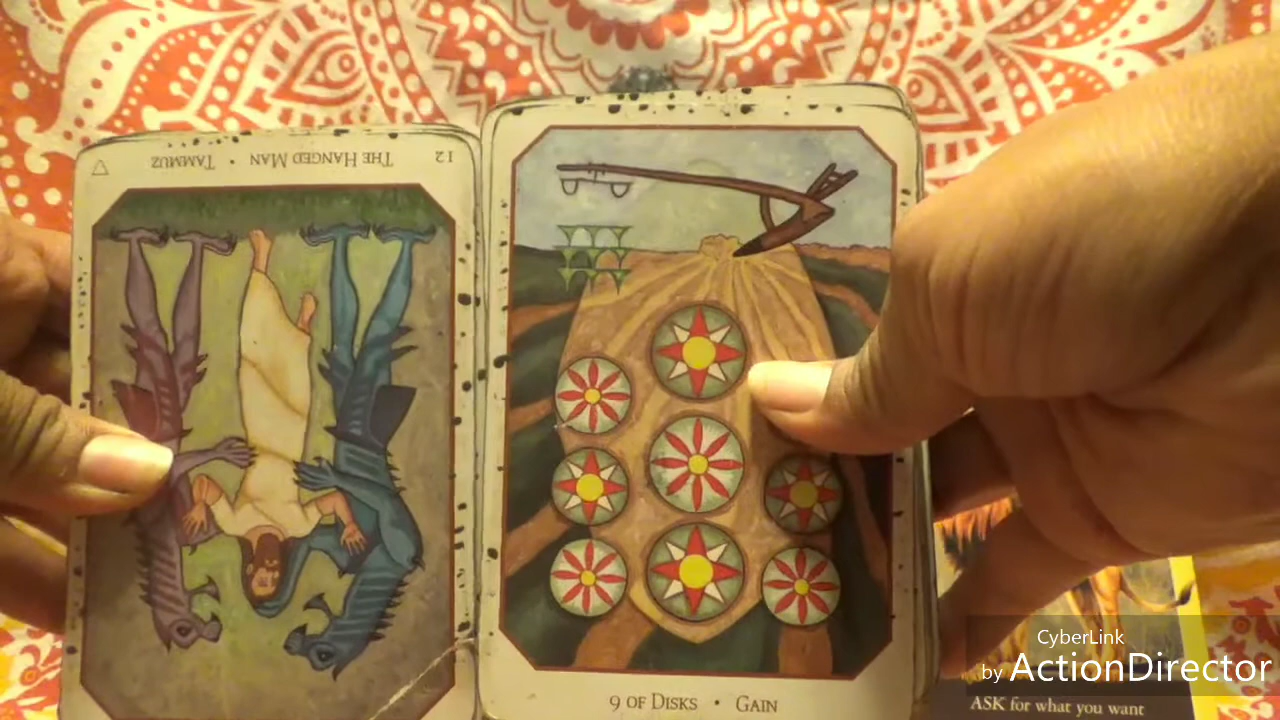 12 THE HANGED MAN • TAMMUZ
9 OF DISKS • GAIN
CyberLink
by ActionDirector
ASK for what you want